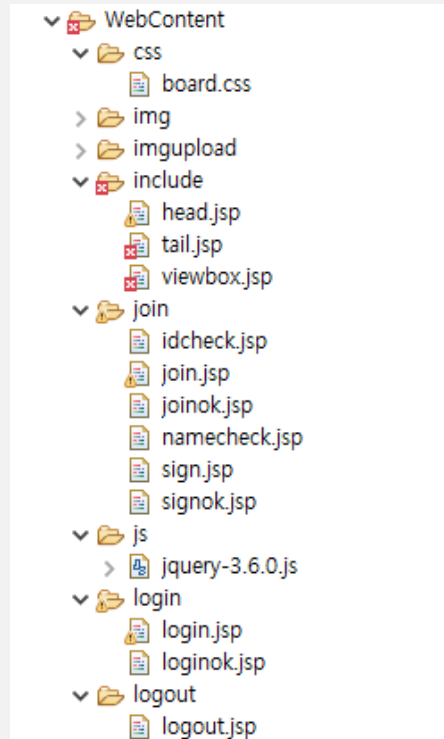 WebContent
css
board.css
img
imgupload
include
head.jsp
tail.jsp
viewbox.jsp
join
idcheck.jsp
join.jsp
joinok.jsp
namecheck.jsp
sign.jsp
signok.jsp
js
jquery-3.6.0.js
login
login.jsp
loginok.jsp
logout
logout.jsp